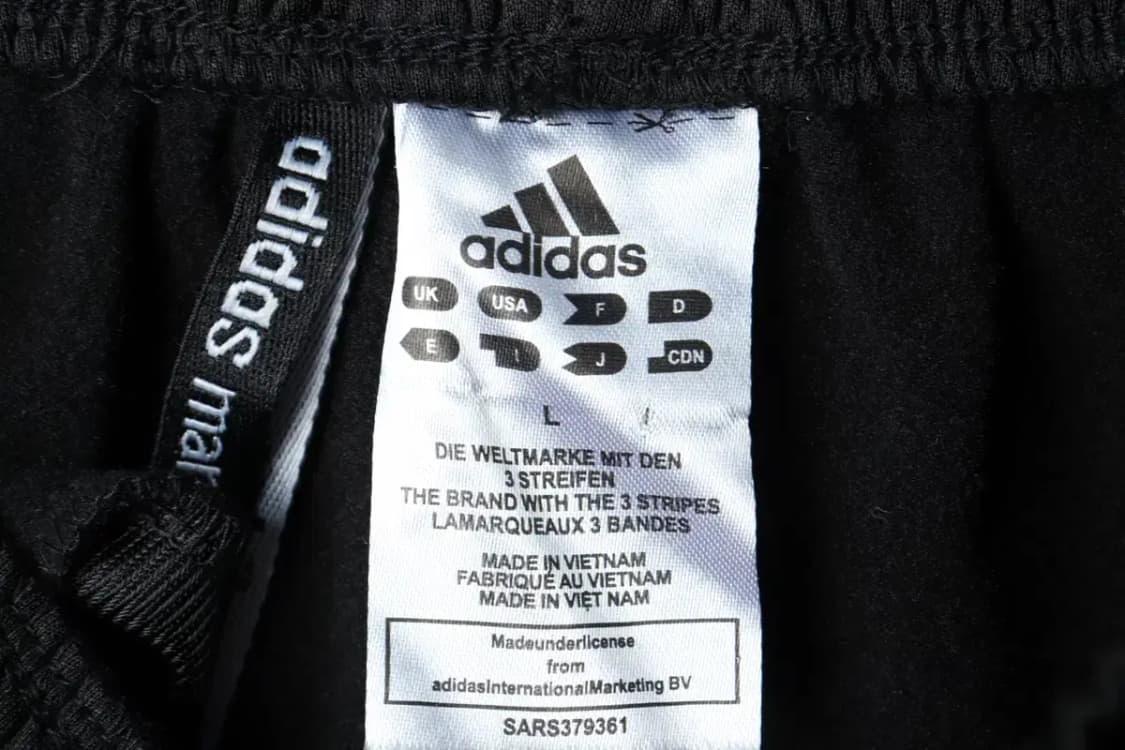 adidas mar
adidas
UK USA F D
E I J CDN
L
DIE WELTMARKE MIT DEN
3 STREIFEN
THE BRAND WITH THE 3 STRIPES
LAMARQUEAUX 3 BANDES
MADE IN VIETNAM
FABRIQUÉ AU VIETNAM
MADE IN VIỆT NAM
Madeunderlicense
from
adidasInternationalMarketing BV
SARS379361